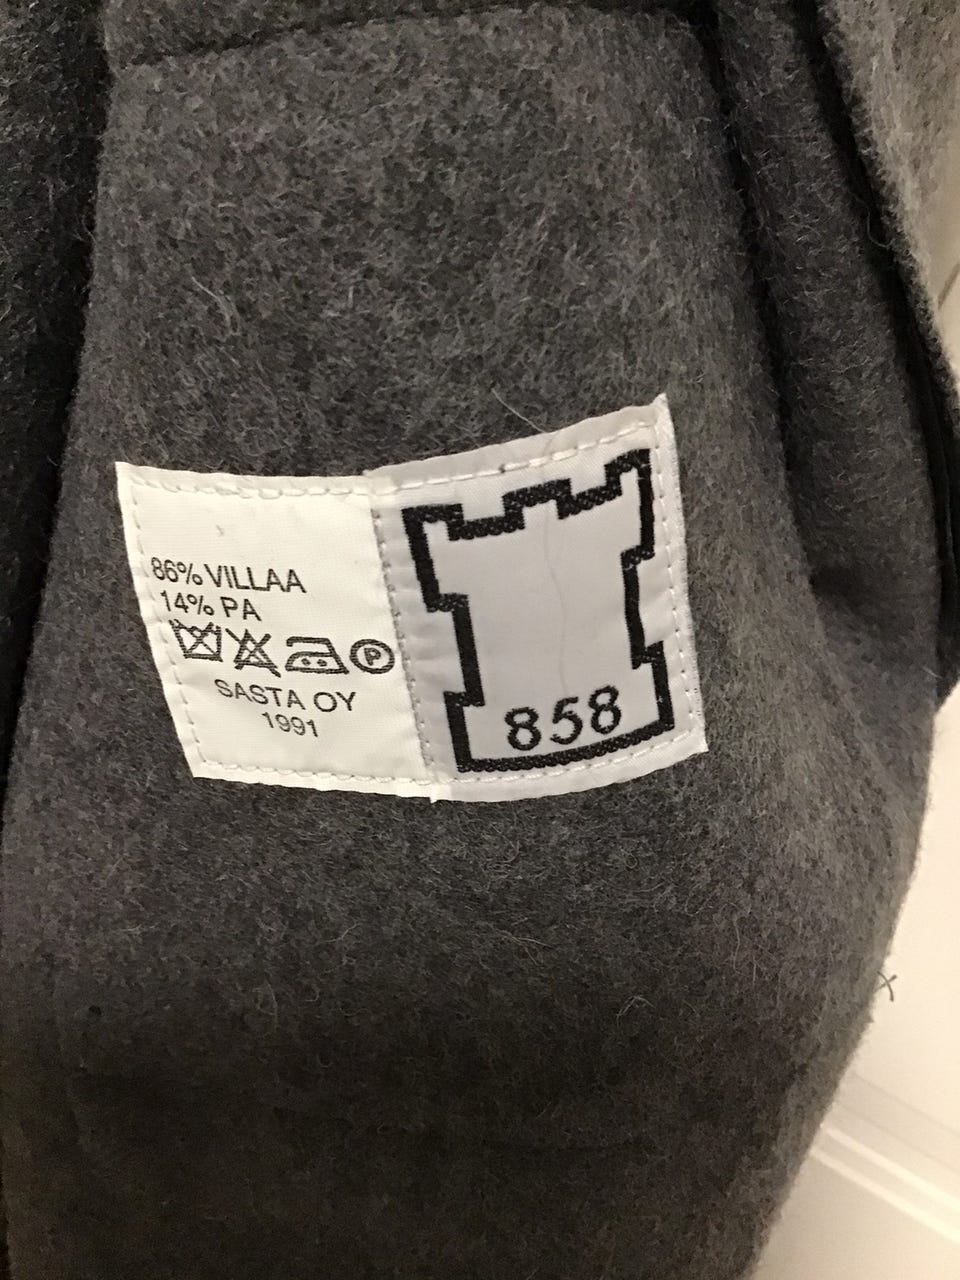 86% VILLAA
14% PA
P
SASTA OY
1991
858